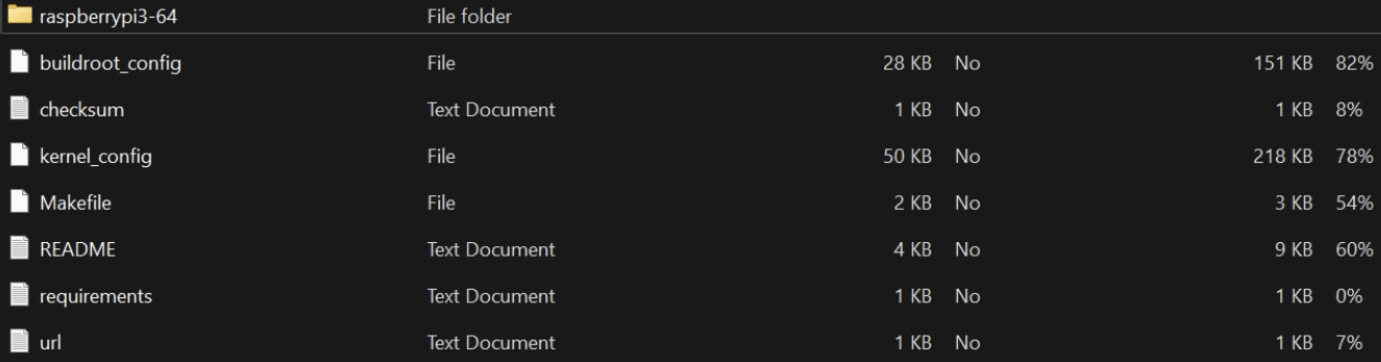 raspberrypi3-64 File folder
buildroot_config File 28 KB No 151 KB 82%
checksum Text Document 1 KB No 1 KB 8%
kernel_config File 50 KB No 218 KB 78%
Makefile File 2 KB No 3 KB 54%
README Text Document 4 KB No 9 KB 60%
requirements Text Document 1 KB No 1 KB 0%
url Text Document 1 KB No 1 KB 7%